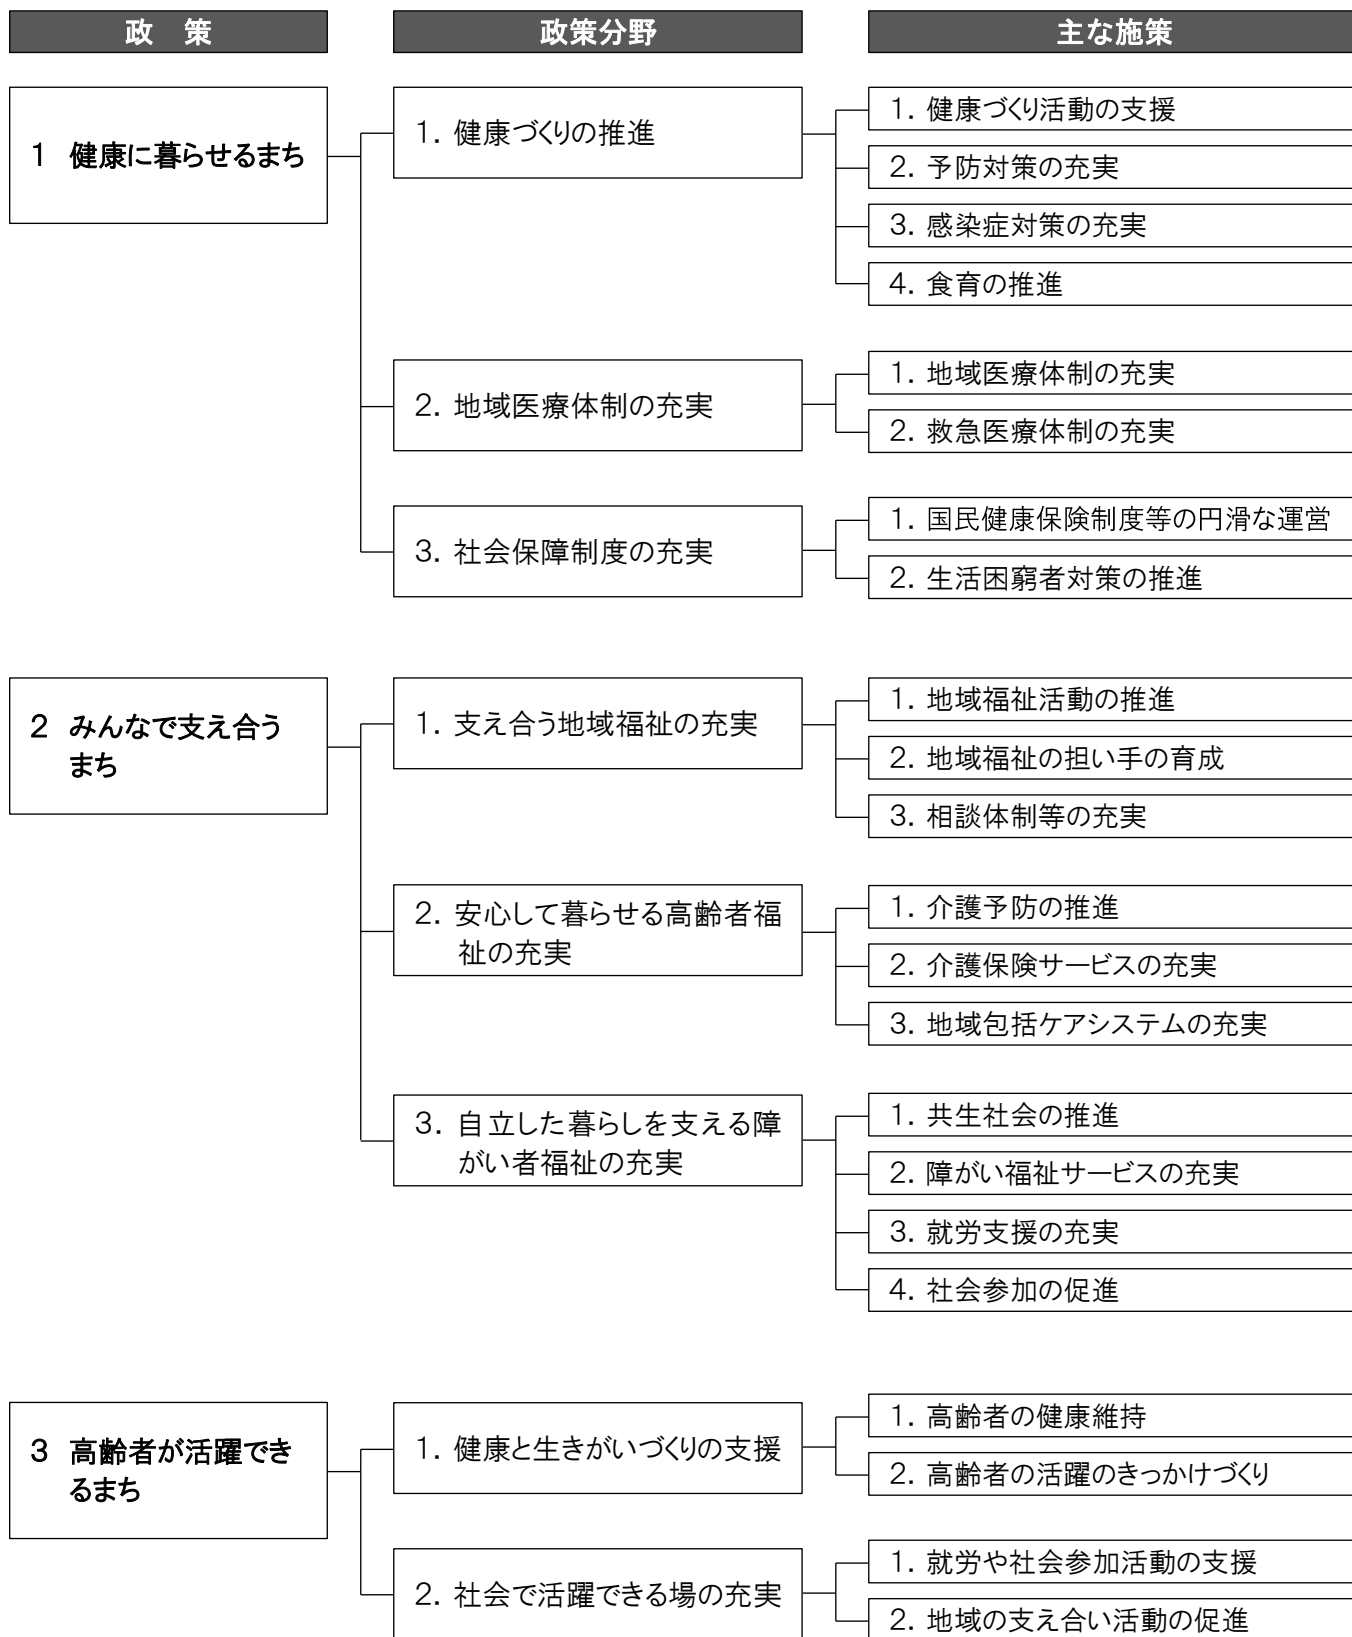 政　策
政策分野
主な施策
１ 健康に暮らせるまち
１．健康づくりの推進
１．健康づくり活動の支援
２．予防対策の充実
３．感染症対策の充実
４．食育の推進
２．地域医療体制の充実
１．地域医療体制の充実
２．救急医療体制の充実
３．社会保障制度の充実
１．国民健康保険制度等の円滑な運営
２．生活困窮者対策の推進
２ みんなで支え合う
まち
１．支え合う地域福祉の充実
１．地域福祉活動の推進
２．地域福祉の担い手の育成
３．相談体制等の充実
２．安心して暮らせる高齢者福
祉の充実
１．介護予防の推進
２．介護保険サービスの充実
３．地域包括ケアシステムの充実
３．自立した暮らしを支える障
がい者福祉の充実
１．共生社会の推進
２．障がい福祉サービスの充実
３．就労支援の充実
４．社会参加の促進
３ 高齢者が活躍でき
るまち
１．健康と生きがいづくりの支援
１．高齢者の健康維持
２．高齢者の活躍のきっかけづくり
２．社会で活躍できる場の充実
１．就労や社会参加活動の支援
２．地域の支え合い活動の促進